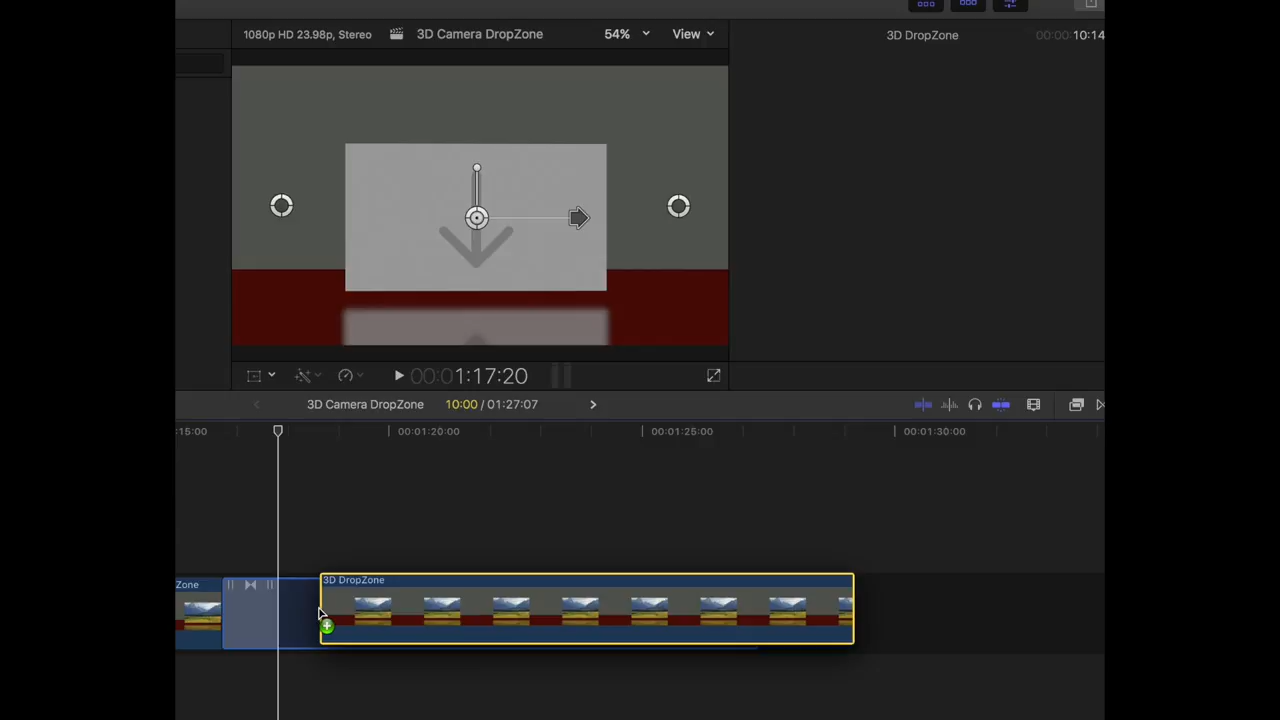 1080p HD 23.98p, Stereo 3D Camera DropZone 54% View
3D DropZone 00:00:10:14
00:00:01:17:20
3D Camera DropZone 10:00 / 01:27:07
:15:00 00:01:20:00 00:01:25:00 00:01:30:00
Zone
3D DropZone